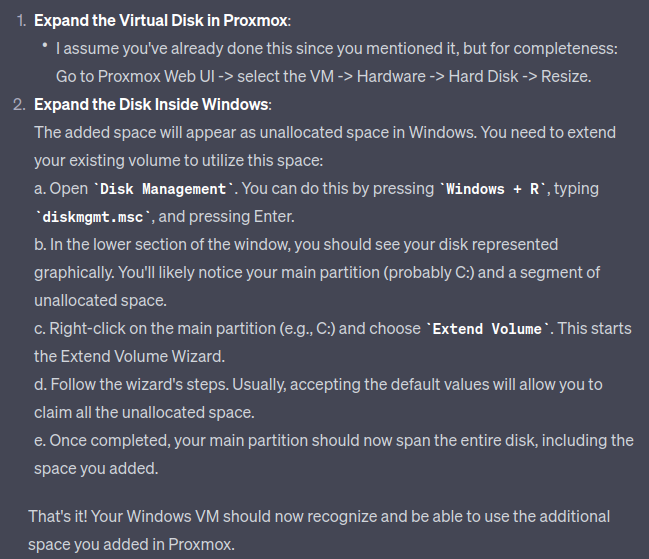 1. Expand the Virtual Disk in Proxmox:
• I assume you've already done this since you mentioned it, but for completeness:
Go to Proxmox Web UI -> select the VM -> Hardware -> Hard Disk -> Resize.
2. Expand the Disk Inside Windows:
The added space will appear as unallocated space in Windows. You need to extend
your existing volume to utilize this space:
a. Open `Disk Management`. You can do this by pressing `Windows + R`, typing
`diskmgmt.msc`, and pressing Enter.
b. In the lower section of the window, you should see your disk represented
graphically. You'll likely notice your main partition (probably C:) and a segment of
unallocated space.
c. Right-click on the main partition (e.g., C:) and choose `Extend Volume`. This starts
the Extend Volume Wizard.
d. Follow the wizard's steps. Usually, accepting the default values will allow you to
claim all the unallocated space.
e. Once completed, your main partition should now span the entire disk, including the
space you added.
That's it! Your Windows VM should now recognize and be able to use the additional
space you added in Proxmox.